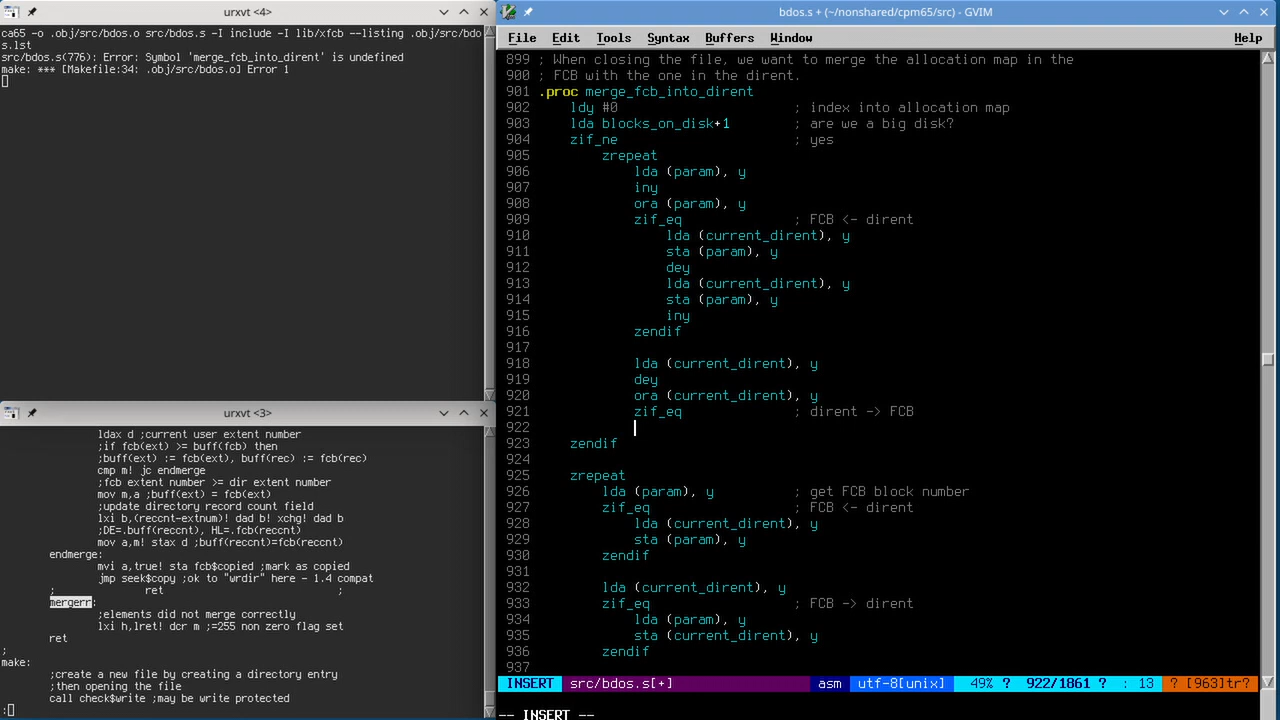 urxvt <4>
ca65 -o .obj/src/bdos.o src/bdos.s -I include -I lib/xfcb --listing .obj/src/bdo
s.lst
src/bdos.s(776): Error: Symbol 'merge_fcb_into_dirent' is undefined
make: *** [Makefile:34: .obj/src/bdos.o] Error 1
urxvt <3>
ldax d ;current user extent number
;if fcb(ext) >= buff(fcb) then
;buff(ext) := fcb(ext), buff(rec) := fcb(rec)
cmp m! jc endmerge
;fcb extent number >= dir extent number
mov m,a ;buff(ext) = fcb(ext)
;update directory record count field
lxi b,(reccnt-extnum)! dad b! xchg! dad b
;DE=.buff(reccnt), HL=.fcb(reccnt)
mov a,m! stax d ;buff(reccnt)=fcb(reccnt)
endmerge:
mvi a,true! sta fcb$copied ;mark as copied
jmp seek$copy ;ok to "wrdir" here - 1.4 compat
; ret ;
mergerr:
;elements did not merge correctly
lxi h,lret! dcr m ;=255 non zero flag set
ret
;
make:
;create a new file by creating a directory entry
;then opening the file
call check$write ;may be write protected
:
bdos.s + (~/nonshared/cpm65/src) - GVIM
File Edit Tools Syntax Buffers Window Help
899 ; When closing the file, we want to merge the allocation map in the
900 ; FCB with the one in the dirent.
901 .proc merge_fcb_into_dirent
902 ldy #0 ; index into allocation map
903 lda blocks_on_disk+1 ; are we a big disk?
904 zif_ne ; yes
905 zrepeat
906 lda (param), y
907 iny
908 ora (param), y
909 zif_eq ; FCB <- dirent
910 lda (current_dirent), y
911 sta (param), y
912 dey
913 lda (current_dirent), y
914 sta (param), y
915 iny
916 zendif
917
918 lda (current_dirent), y
919 dey
920 ora (current_dirent), y
921 zif_eq ; dirent -> FCB
922
923 zendif
924
925 zrepeat
926 lda (param), y ; get FCB block number
927 zif_eq ; FCB <- dirent
928 lda (current_dirent), y
929 sta (param), y
930 zendif
931
932 lda (current_dirent), y
933 zif_eq ; FCB -> dirent
934 lda (param), y
935 sta (current_dirent), y
936 zendif
937
INSERT src/bdos.s[+] asm utf-8[unix] 49% ? 922/1861 ? : 13 ? [963]tr?
-- INSERT --